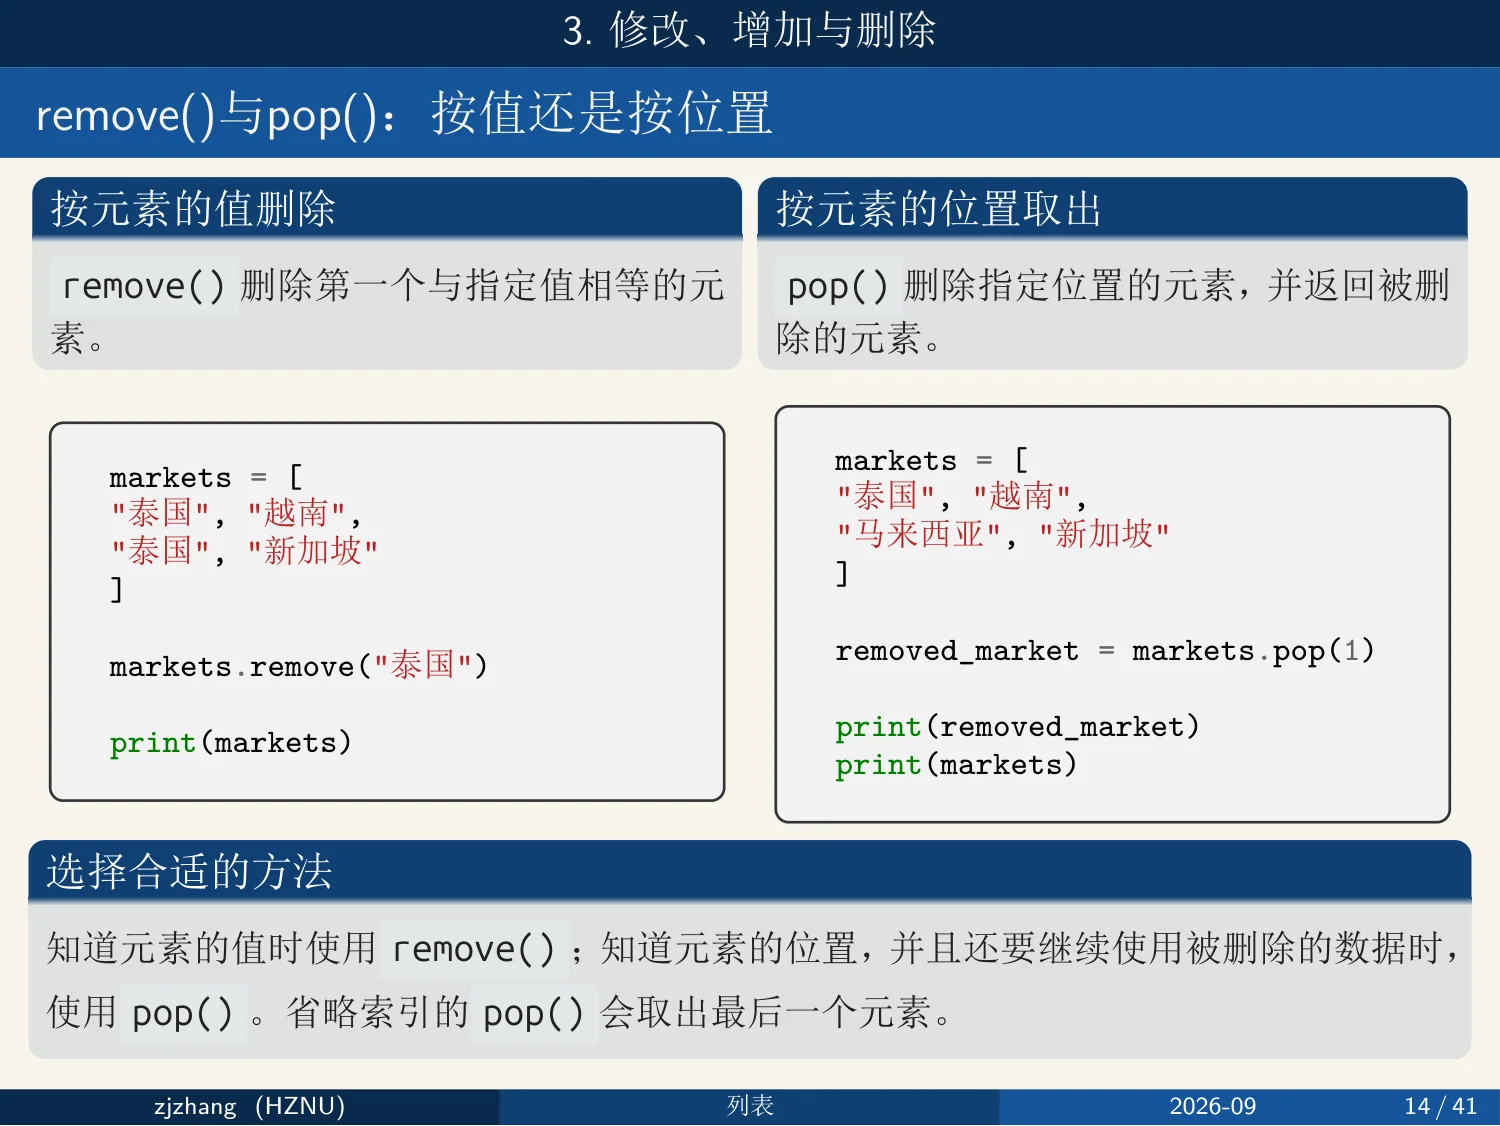 3. 修改、增加与删除
remove()与pop()：按值还是按位置
按元素的值删除
remove() 删除第一个与指定值相等的元
素。
markets = [
"泰国", "越南",
"泰国", "新加坡"
]
markets.remove("泰国")
print(markets)
按元素的位置取出
pop() 删除指定位置的元素，并返回被删
除的元素。
markets = [
"泰国", "越南",
"马来西亚", "新加坡"
]
removed_market = markets.pop(1)
print(removed_market)
print(markets)
选择合适的方法
知道元素的值时使用 remove() ；知道元素的位置，并且还要继续使用被删除的数据时，
使用 pop() 。省略索引的 pop() 会取出最后一个元素。
zjzhang (HZNU)
列表
2026-09
14 / 41